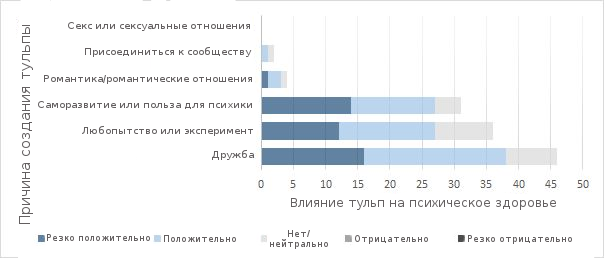 Причина создания тульпы
Секс или сексуальные отношения
Присоединиться к сообществу
Романтика/романтические отношения
Саморазвитие или польза для психики
Любопытство или эксперимент
Дружба
0 5 10 15 20 25 30 35 40 45 50
Влияние тульп на психическое здоровье
Резко положительно
Положительно
Нет/
нейтрально
Отрицательно
Резко отрицательно